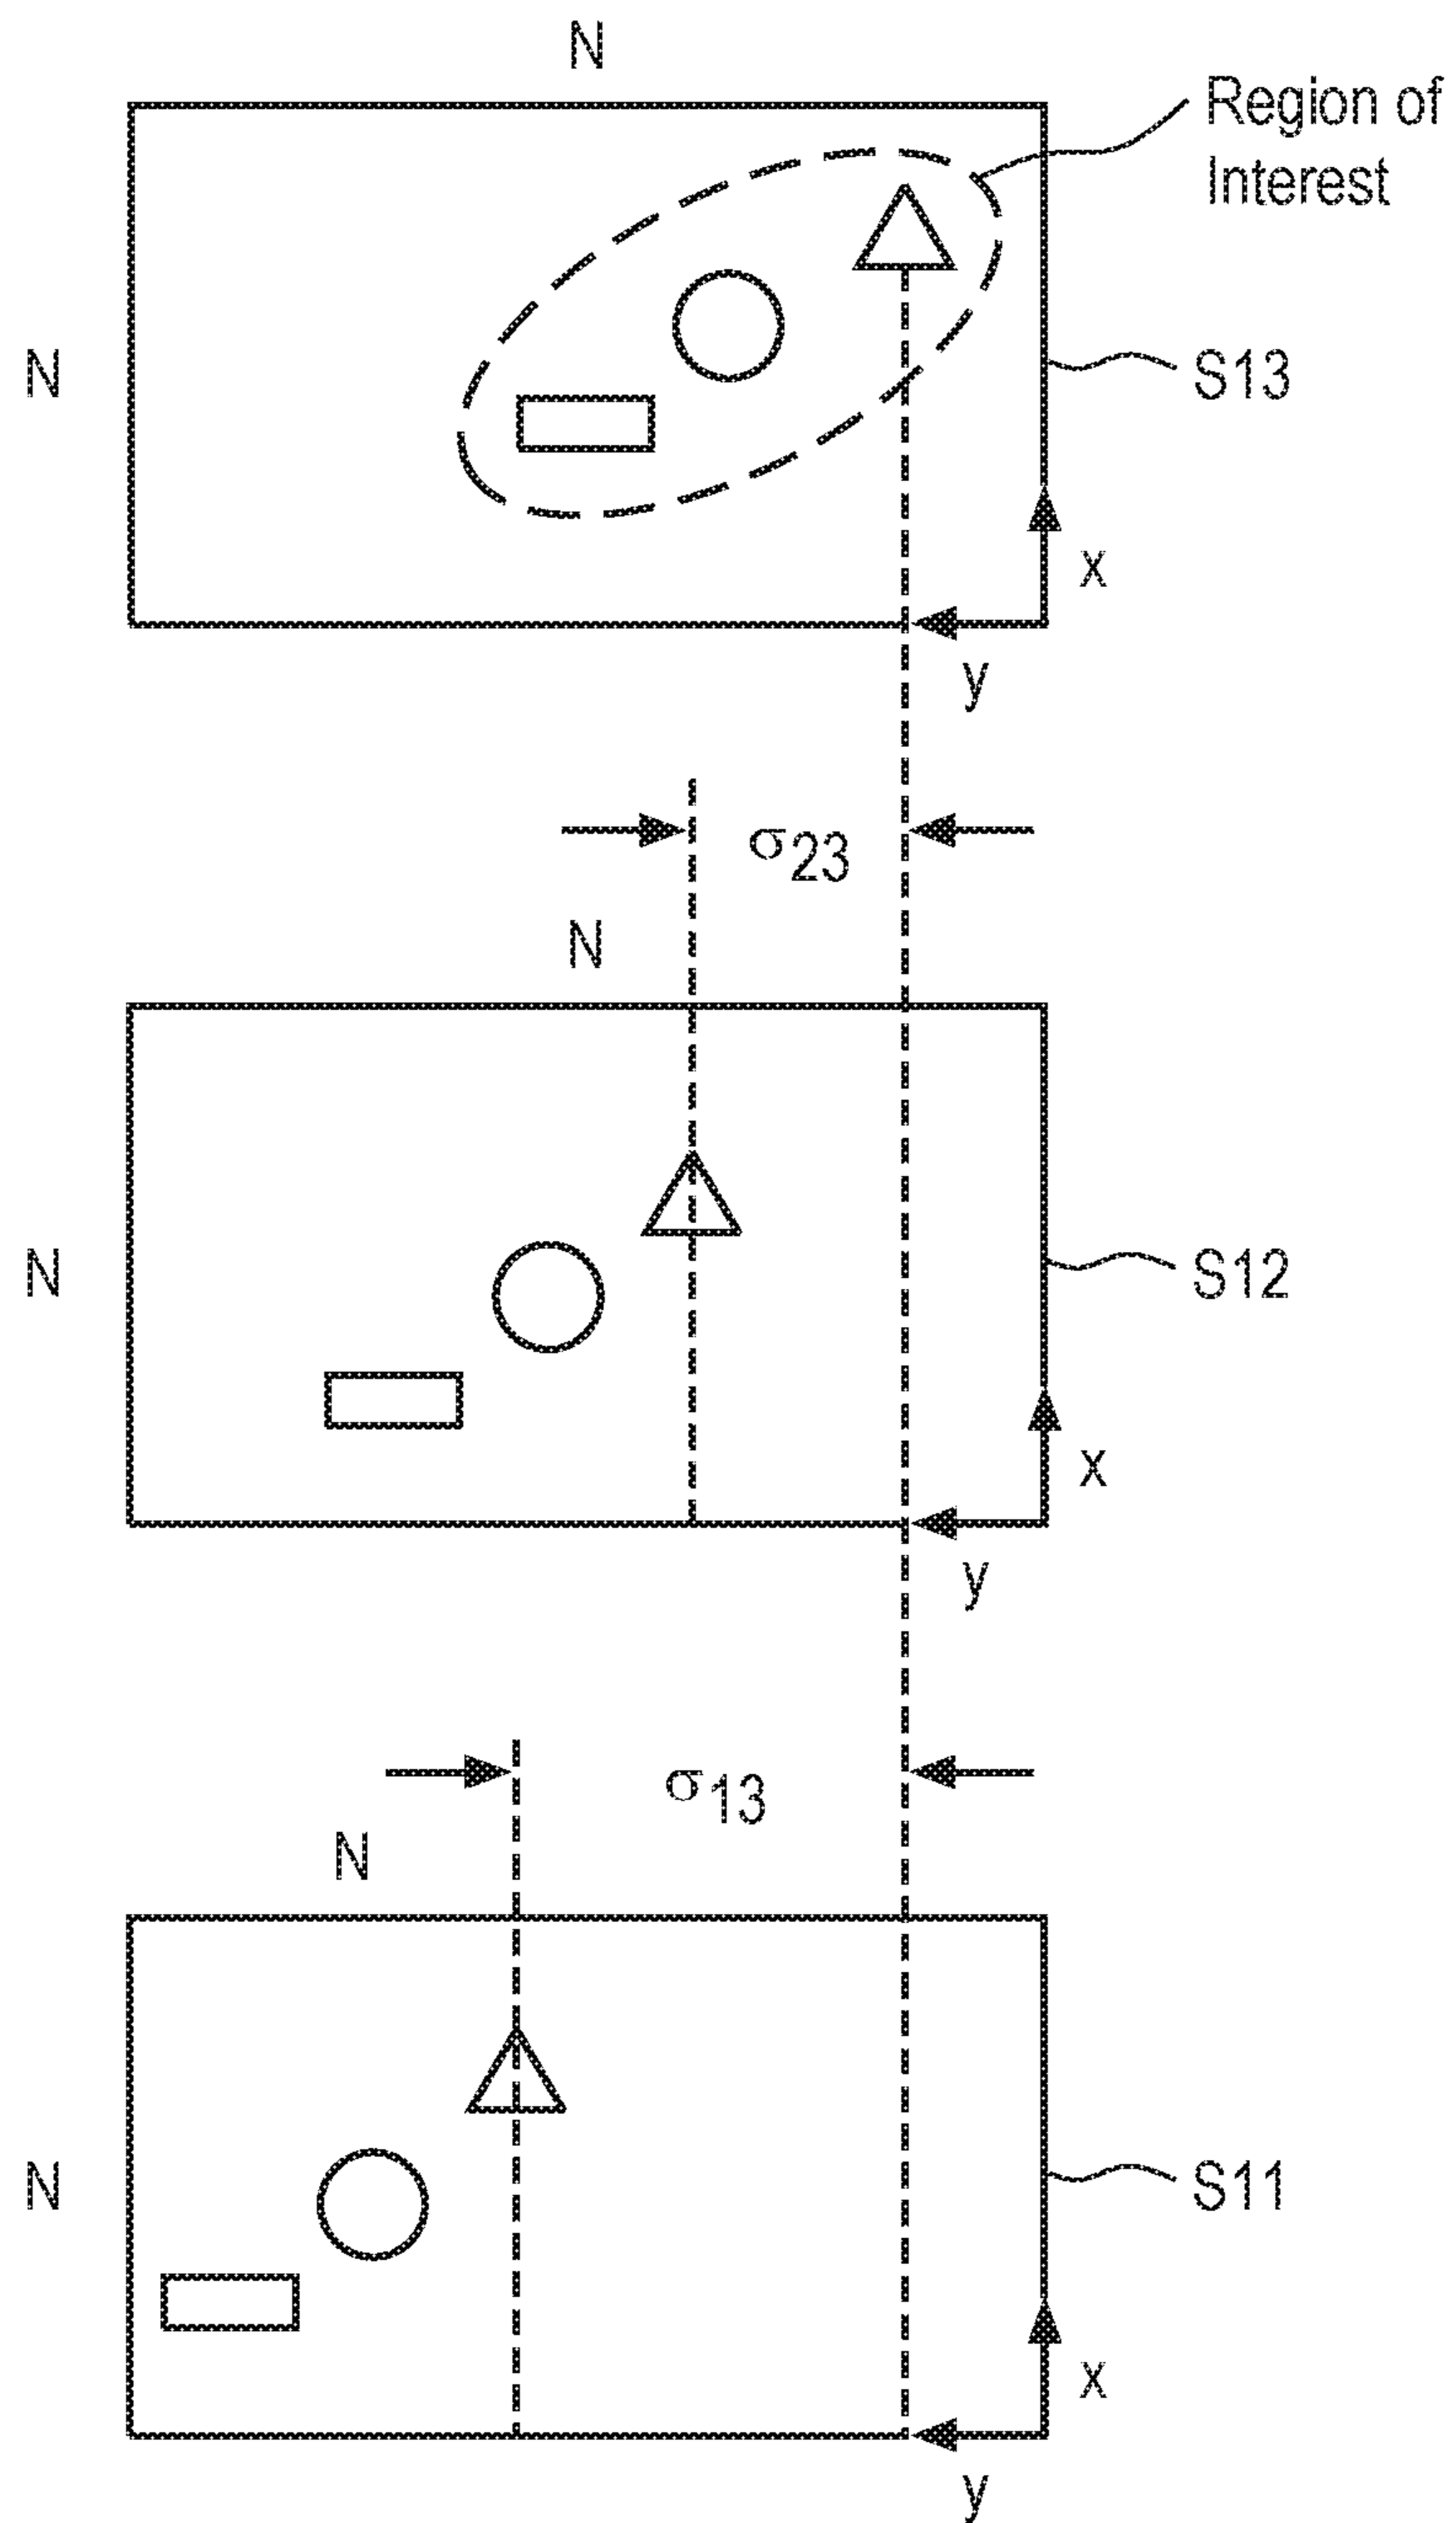 N
Region of
Interest
N
S13
x
y
σ23
N
N
S12
x
y
σ13
N
N
S11
x
y